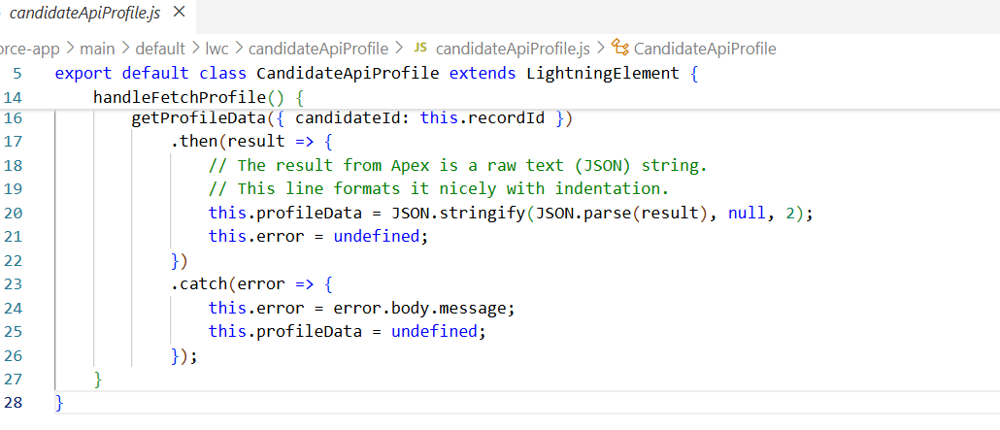 candidateApiProfile.js ×
orce-app > main > default > lwc > candidateApiProfile > JS candidateApiProfile.js > CandidateApiProfile
5 export default class CandidateApiProfile extends LightningElement {
14 handleFetchProfile() {
16 getProfileData({ candidateId: this.recordId })
17 .then(result => {
18 // The result from Apex is a raw text (JSON) string.
19 // This line formats it nicely with indentation.
20 this.profileData = JSON.stringify(JSON.parse(result), null, 2);
21 this.error = undefined;
22 })
23 .catch(error => {
24 this.error = error.body.message;
25 this.profileData = undefined;
26 });
27 }
28 }